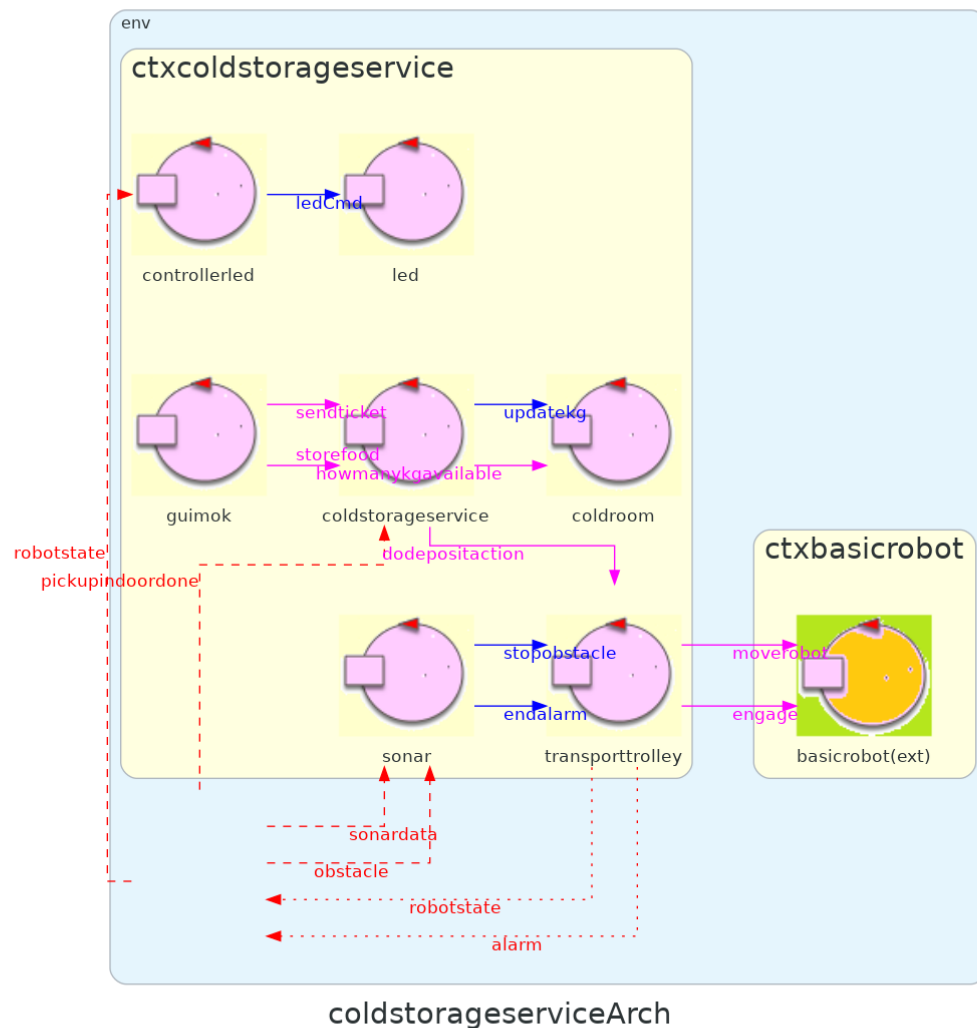 env
ctxcoldstorageservice
ledCmd
controllerled
led
sendticket
updatekg
storefood
howmanykgavailable
guimok
coldstorageservice
coldroom
robotstate
dodepositaction
ctxbasicrobot
pickupindoordone
stopobstacle
moverobot
endalarm
engage
sonar
transporttrolley
basicrobot(ext)
sonardata
obstacle
robotstate
alarm
coldstorageserviceArch